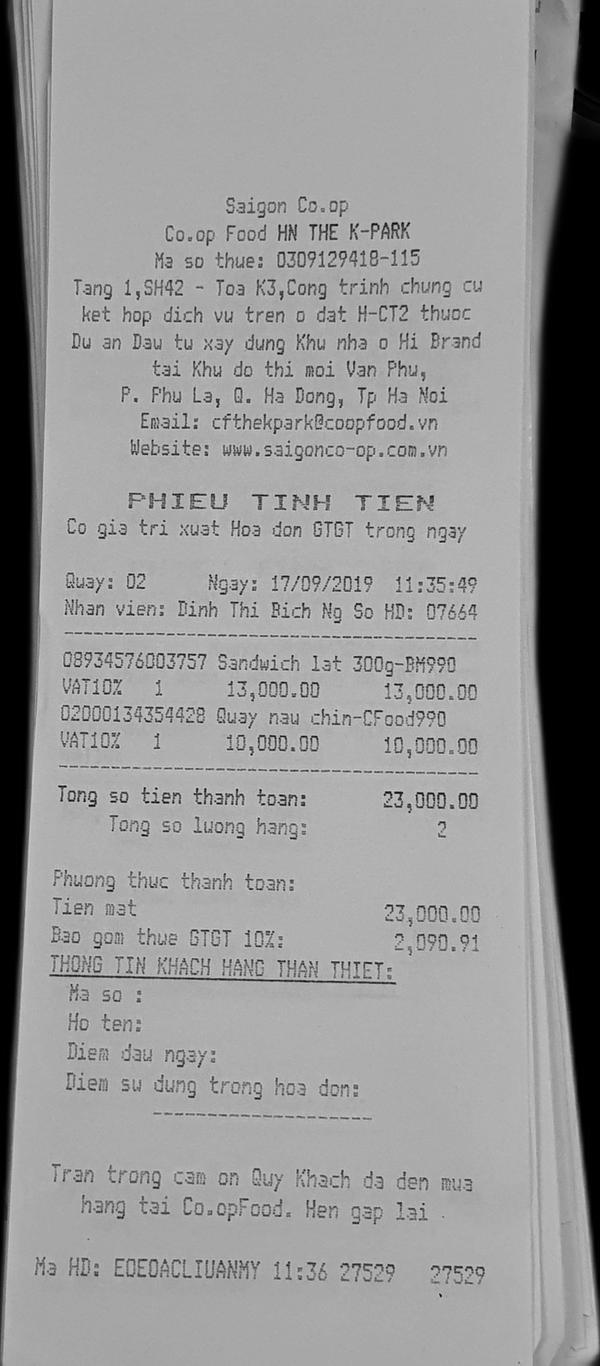 Saigon Co.op
Co.op Food HN THE K-PARK
Ma so thue: 0309129418-115
Tang 1,SH42 - Toa K3,Cong trinh chung cu
ket hop dich vu tren o dat H-CT2 thuoc
Du an Dau tu xay dung Khu nha o Hi Brand
tai Khu do thi moi Van Phu,
P. Phu La, Q. Ha Dong, Tp Ha Noi
Email: cfthekpark@coopfood.vn
Website: www.saigonco-op.com.vn
PHIEU TINH TIEN
Co gia tri xuat Hoa don GTGT trong ngay
Quay: 02 Ngay: 17/09/2019 11:35:49
Nhan vien: Dinh Thi Bich Ng So HD: 07664
08934576003757 Sandwich lat 300g-BM990
VAT10% 1 13,000.00 13,000.00
02000134354428 Quay nau chin-CFood990
VAT10% 1 10,000.00 10,000.00
Tong so tien thanh toan: 23,000.00
Tong so luong hang: 2
Phuong thuc thanh toan:
Tien mat 23,000.00
Bao gom thue GTGT 10%: 2,090.91
THONG TIN KHACH HANG THAN THIET:
Ma so :
Ho ten:
Diem dau ngay:
Diem su dung trong hoa don:
Tran trong cam on Quy Khach da den mua
hang tai Co.opFood. Hen gap lai .
Ma HD: EOEOACLIUANMY 11:36 27529 27529